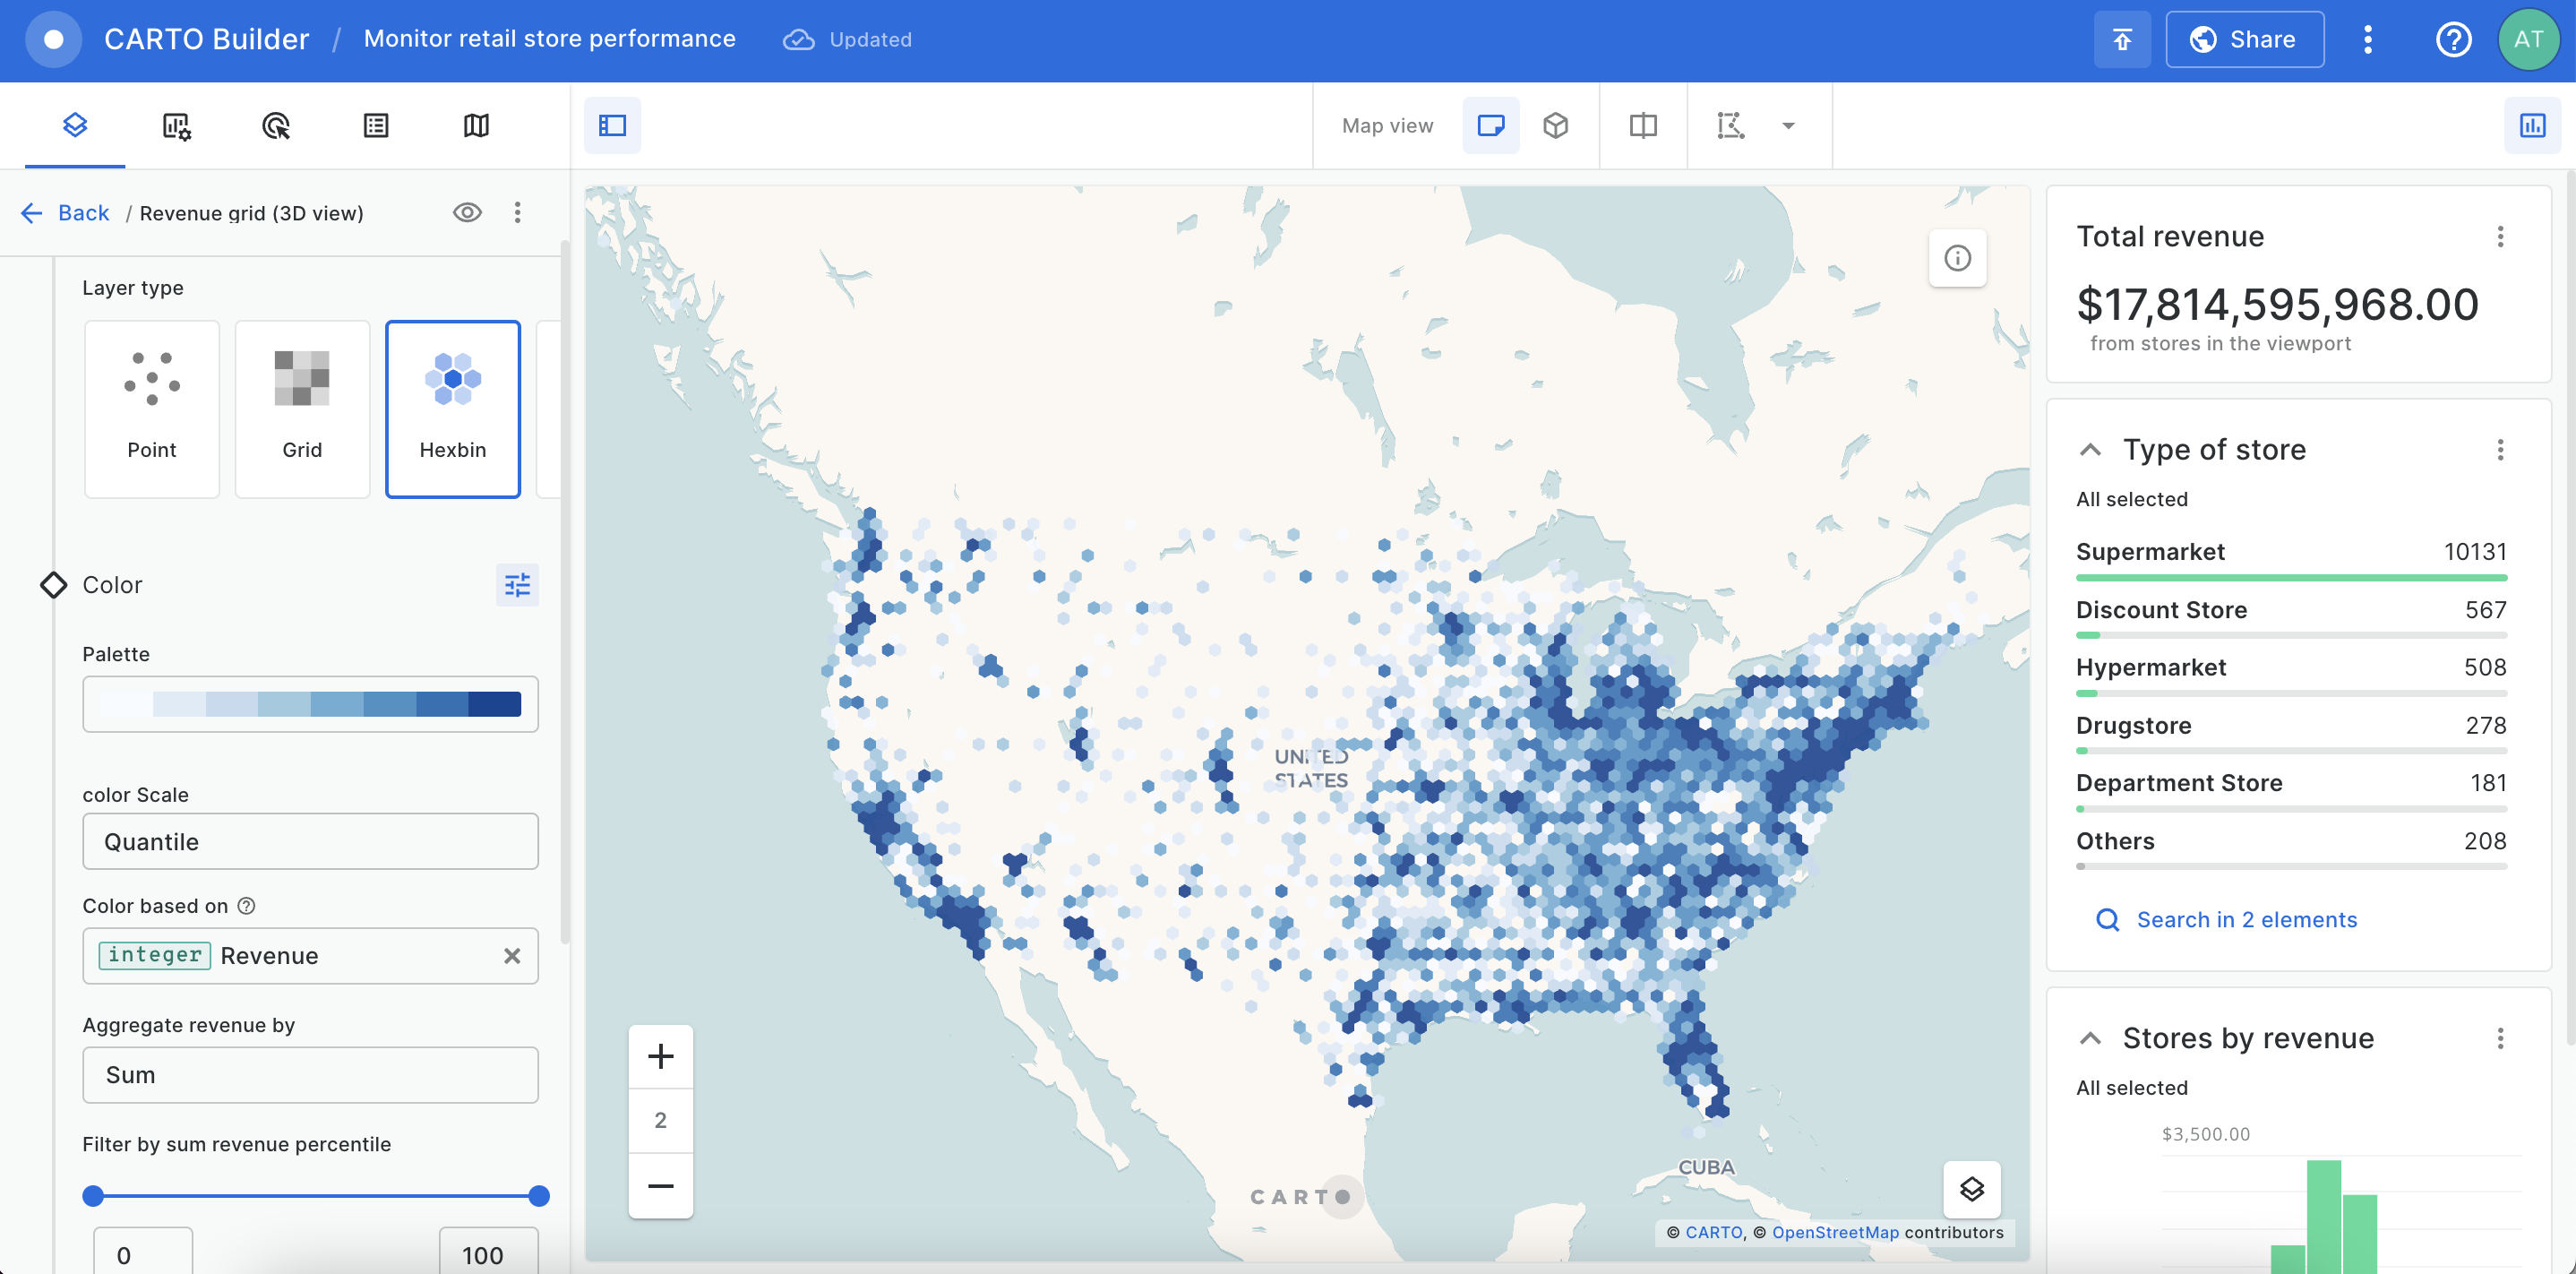 CARTO Builder / Monitor retail store performance Updated
Share
AT
Map view
Back / Revenue grid (3D view)
Layer type
Point Grid Hexbin
Color
Palette
color Scale
Quantile
Color based on
integer Revenue
Aggregate revenue by
Sum
Filter by sum revenue percentile
0 100
UNITED
STATES
CUBA
2
CARTO
© CARTO, © OpenStreetMap contributors
Total revenue
$17,814,595,968.00
from stores in the viewport
Type of store
All selected
Supermarket 10131
Discount Store 567
Hypermarket 508
Drugstore 278
Department Store 181
Others 208
Search in 2 elements
Stores by revenue
All selected
$3,500.00